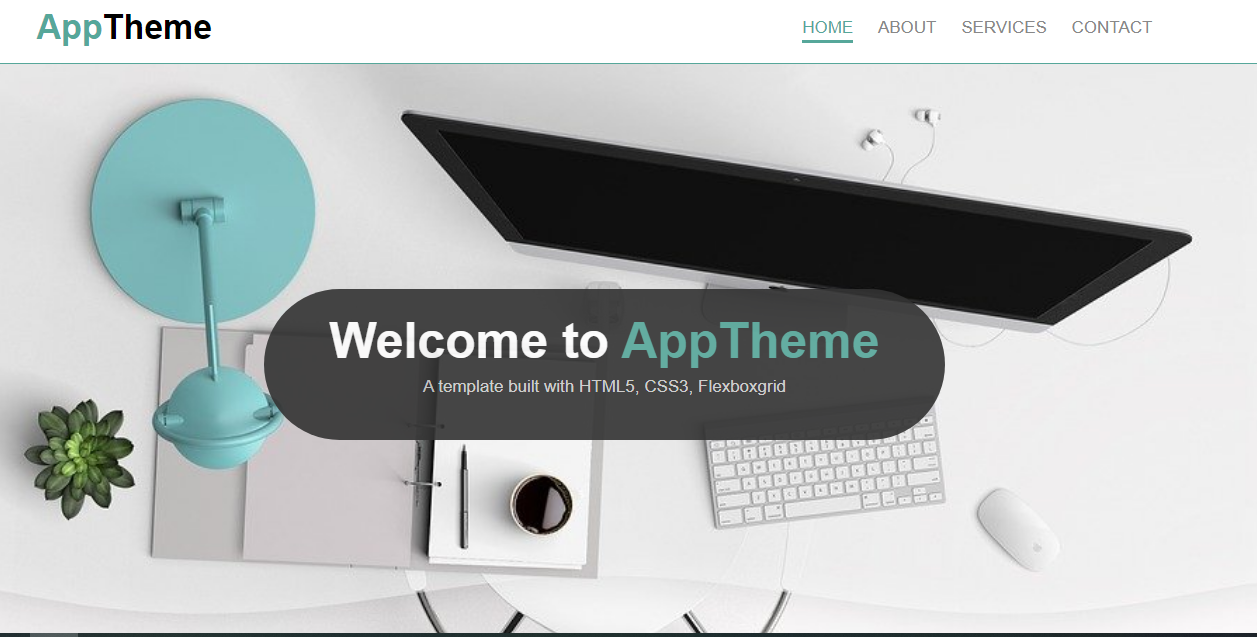 AppTheme
HOME ABOUT SERVICES CONTACT
Welcome to AppTheme
A template built with HTML5, CSS3, Flexboxgrid